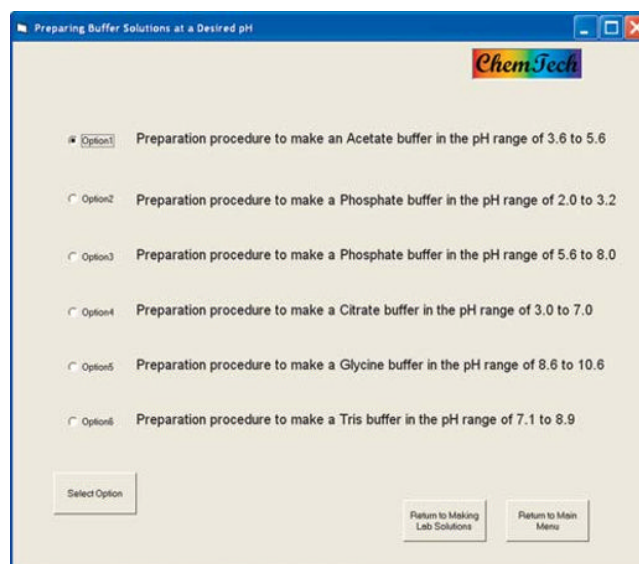 Preparing Buffer Solutions at a Desired pH
ChemTech
Option1 Preparation procedure to make an Acetate buffer in the pH range of 3.6 to 5.6
Option2 Preparation procedure to make a Phosphate buffer in the pH range of 2.0 to 3.2
Option3 Preparation procedure to make a Phosphate buffer in the pH range of 5.6 to 8.0
Option4 Preparation procedure to make a Citrate buffer in the pH range of 3.0 to 7.0
Option5 Preparation procedure to make a Glycine buffer in the pH range of 8.6 to 10.6
Option6 Preparation procedure to make a Tris buffer in the pH range of 7.1 to 8.9
Select Option
Return to Making
Lab Solutions
Return to Main
Menu